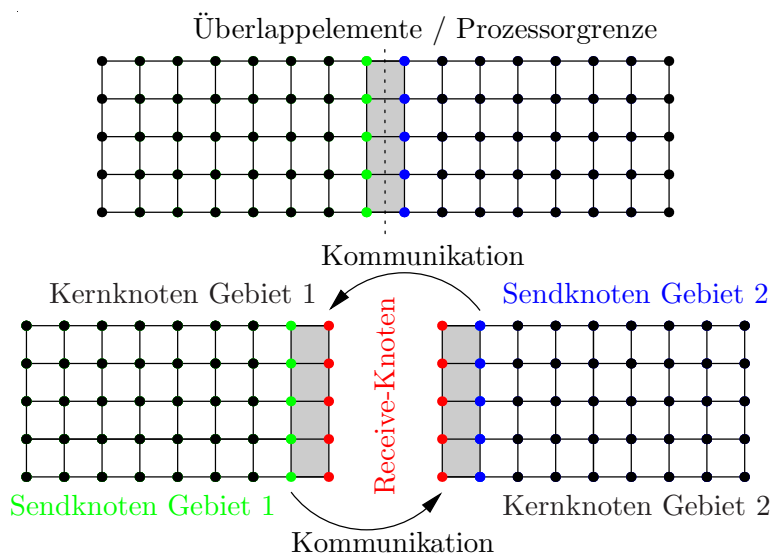 Überlappelemente / Prozessorgrenze
Kommunikation
Kernknoten Gebiet 1
Sendknoten Gebiet 2
Receive-Knoten
Sendknoten Gebiet 1
Kernknoten Gebiet 2
Kommunikation